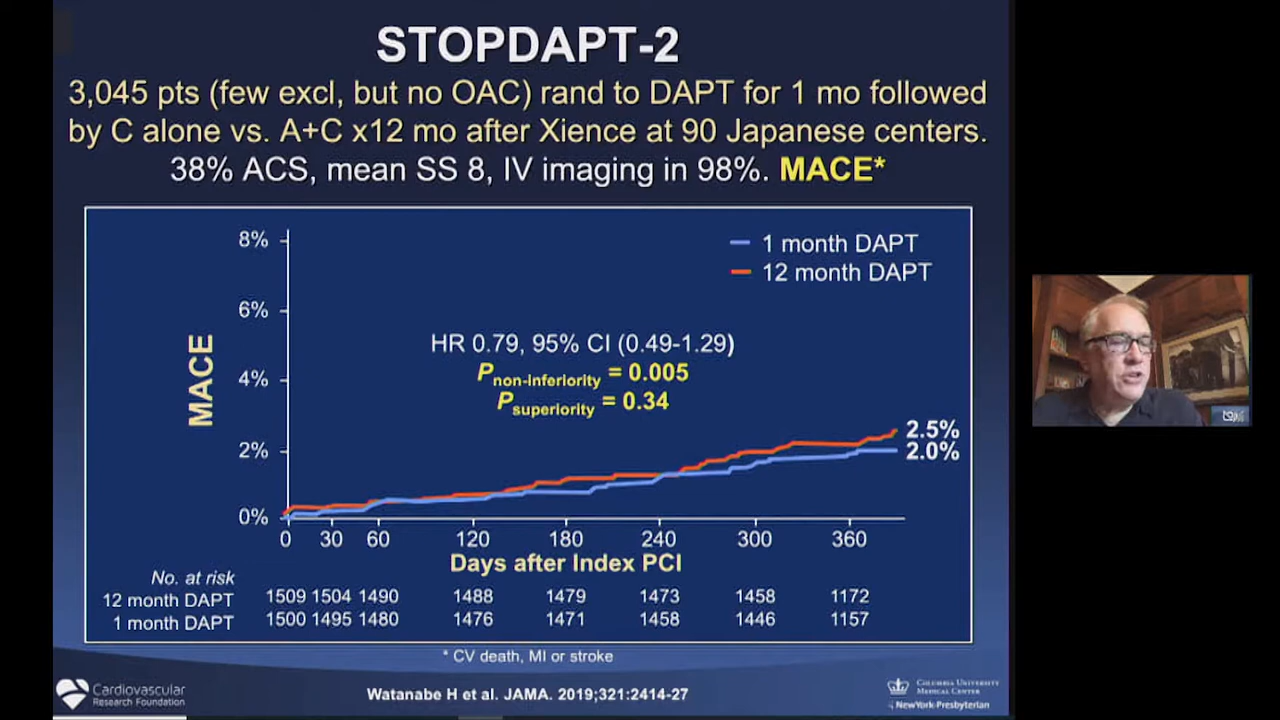 STOPDAPT-2
3,045 pts (few excl, but no OAC) rand to DAPT for 1 mo followed
by C alone vs. A+C x12 mo after Xience at 90 Japanese centers.
38% ACS, mean SS 8, IV imaging in 98%. MACE*
8%
6%
4%
2%
0%
MACE
1 month DAPT
12 month DAPT
HR 0.79, 95% CI (0.49-1.29)
Pnon-inferiority = 0.005
Psuperiority = 0.34
2.5%
2.0%
0 30 60 120 180 240 300 360
Days after Index PCI
No. at risk
12 month DAPT 1509 1504 1490 1488 1479 1473 1458 1172
1 month DAPT 1500 1495 1480 1476 1471 1458 1446 1157
* CV death, MI or stroke
Cardiovascular
Research Foundation
Watanabe H et al. JAMA. 2019;321:2414-27
Columbia University
Medical Center
NewYork-Presbyterian